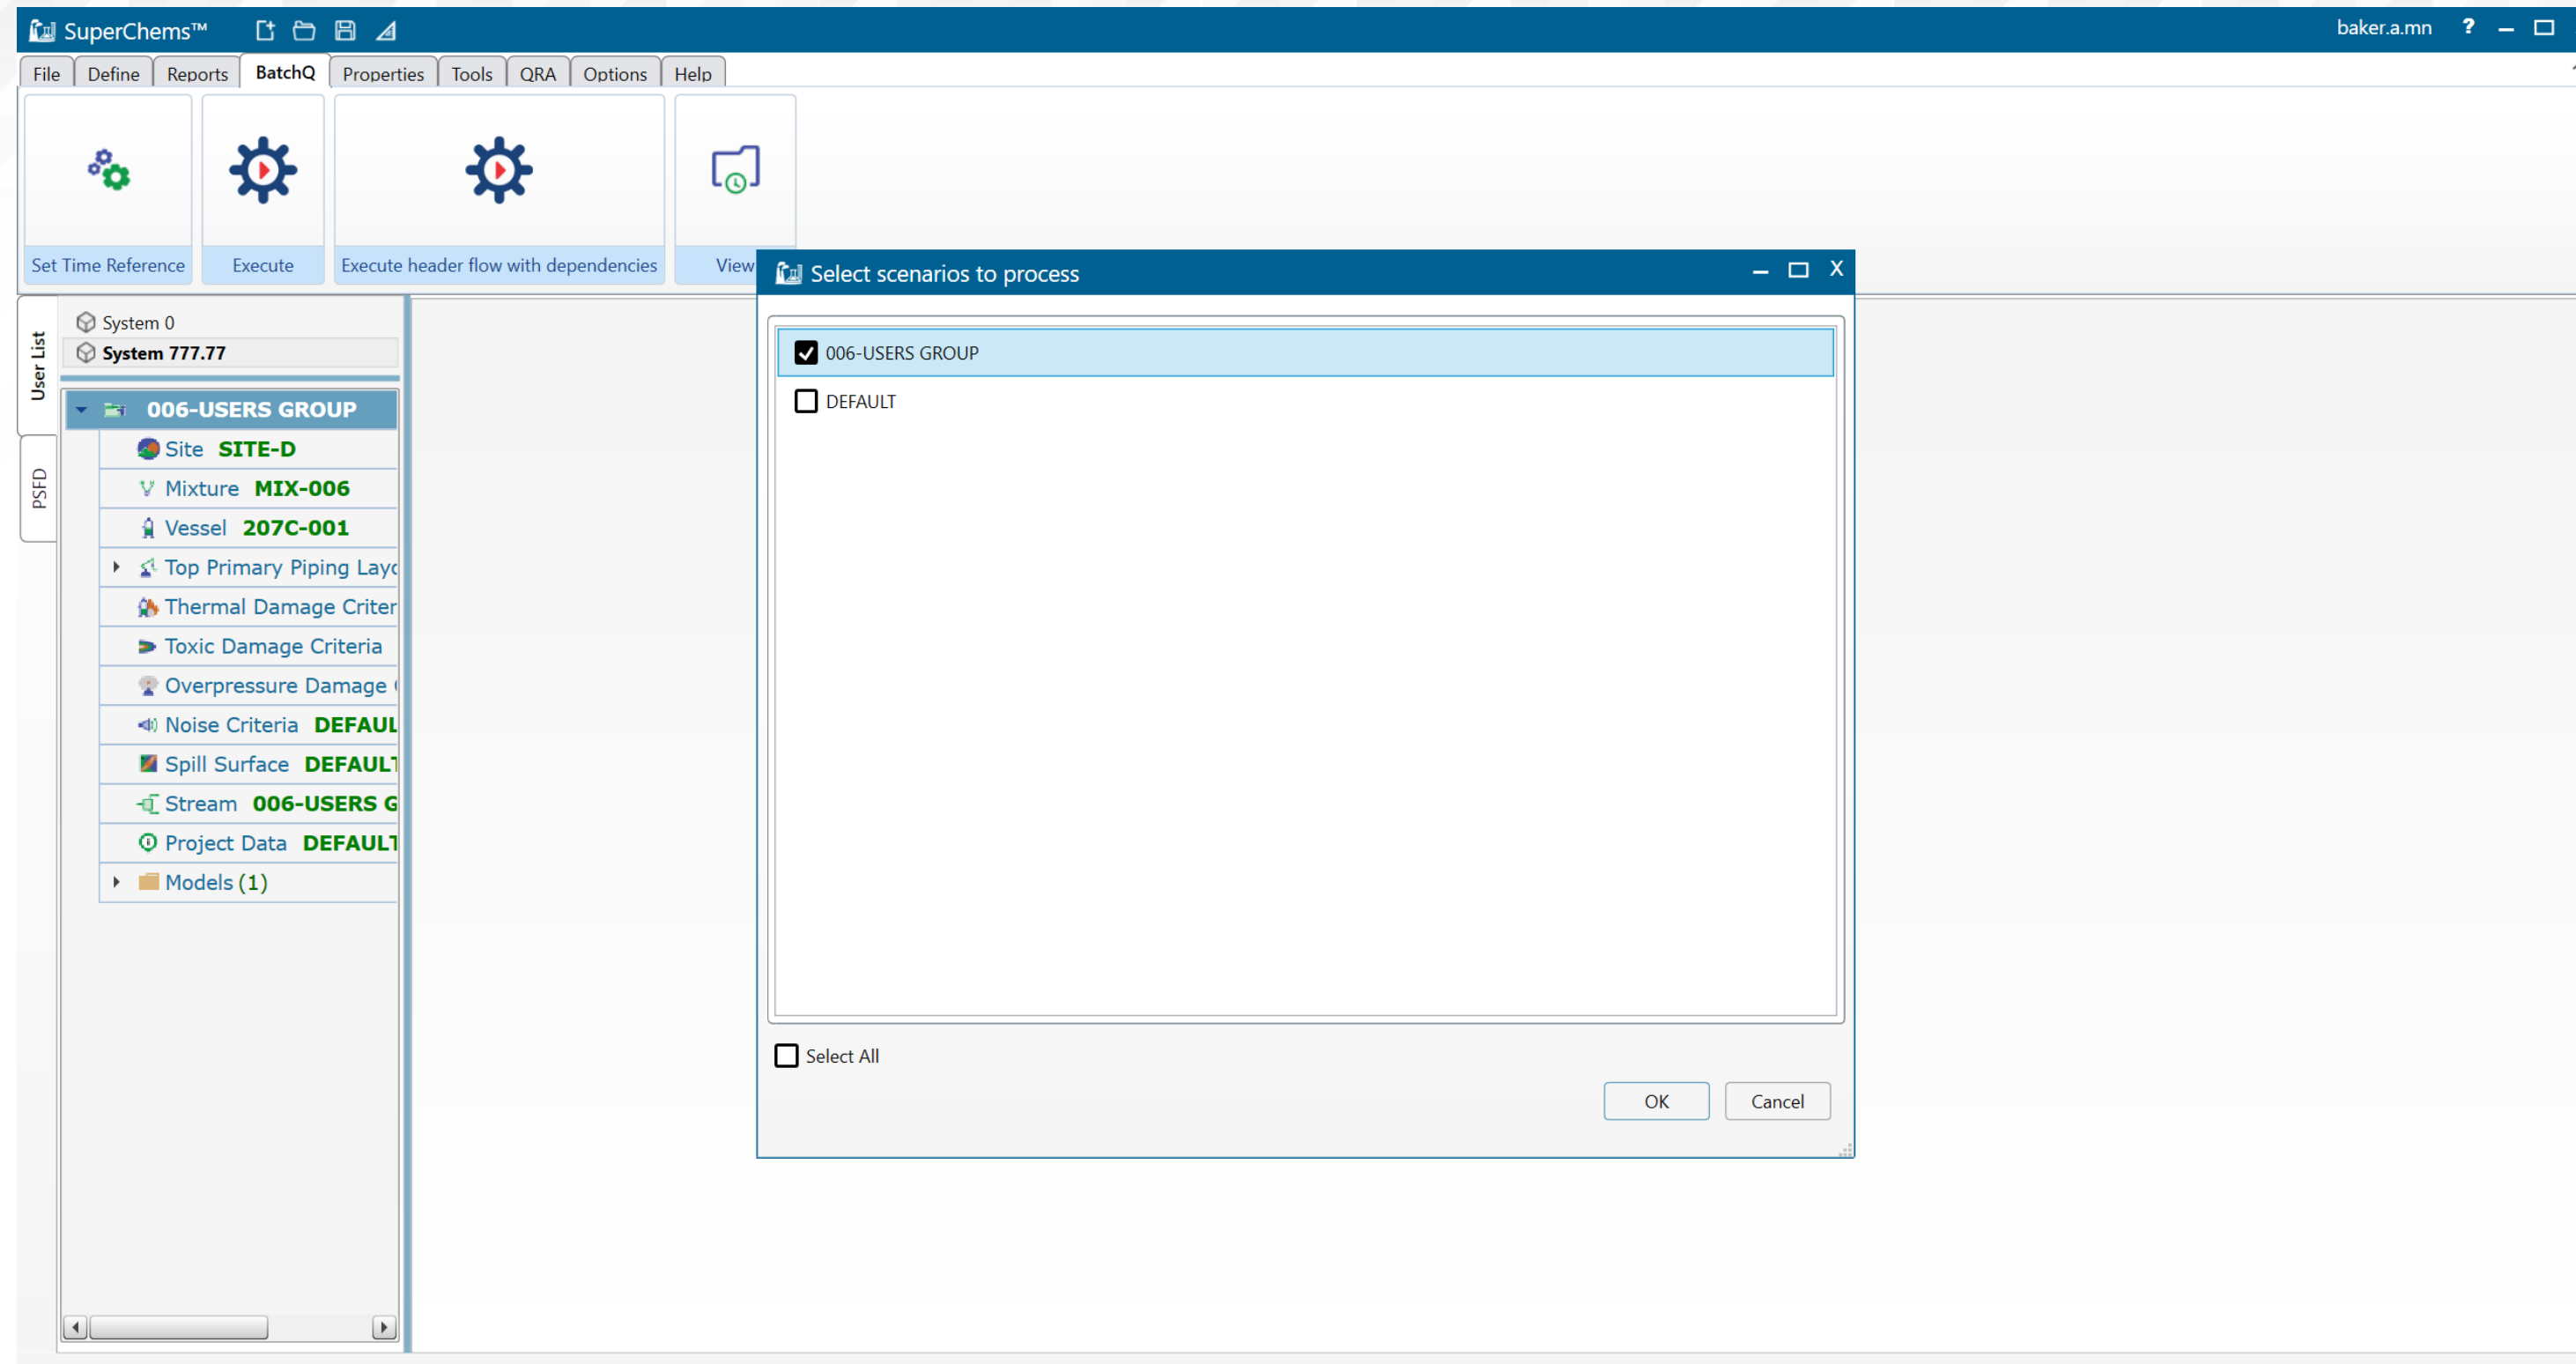 SuperChems™
baker.a.mn ?
File Define Reports BatchQ Properties Tools QRA Options Help
Set Time Reference Execute Execute header flow with dependencies View
Select scenarios to process X
User List
PSFD
System 0
System 777.77
006-USERS GROUP
Site SITE-D
Mixture MIX-006
Vessel 207C-001
Top Primary Piping Layo
Thermal Damage Criter
Toxic Damage Criteria
Overpressure Damage
Noise Criteria DEFAUL
Spill Surface DEFAULT
Stream 006-USERS G
Project Data DEFAULT
Models (1)
006-USERS GROUP
DEFAULT
Select All
OK Cancel